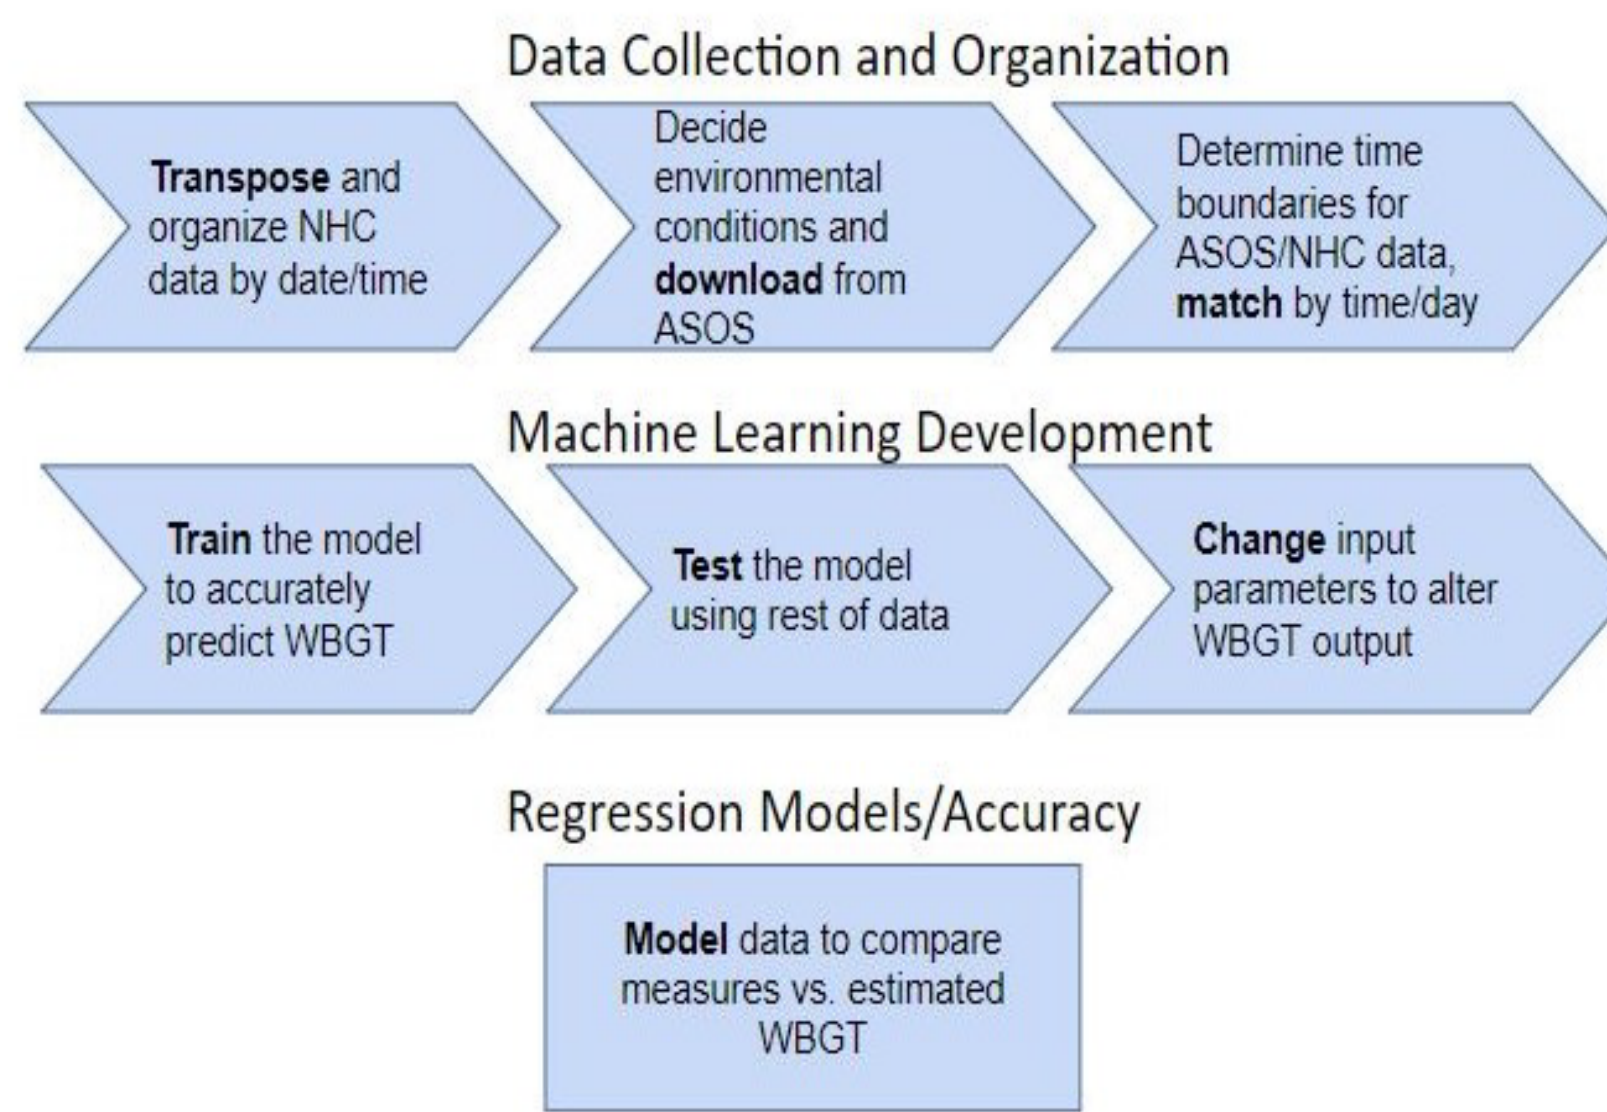 Data Collection and Organization
Transpose and
organize NHC
data by date/time
Decide
environmental
conditions and
download from
ASOS
Determine time
boundaries for
ASOS/NHC data,
match by time/day
Machine Learning Development
Train the model
to accurately
predict WBGT
Test the model
using rest of data
Change input
parameters to alter
WBGT output
Regression Models/Accuracy
Model data to compare
measures vs. estimated
WBGT